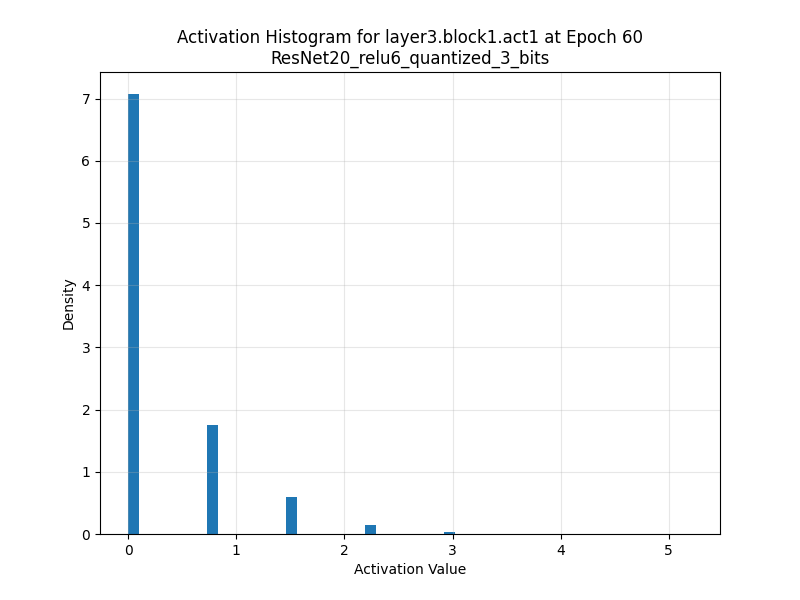 Activation Histogram for layer3.block1.act1 at Epoch 60
ResNet20_relu6_quantized_3_bits
Density
7
6
5
4
3
2
1
0
0 1 2 3 4 5
Activation Value